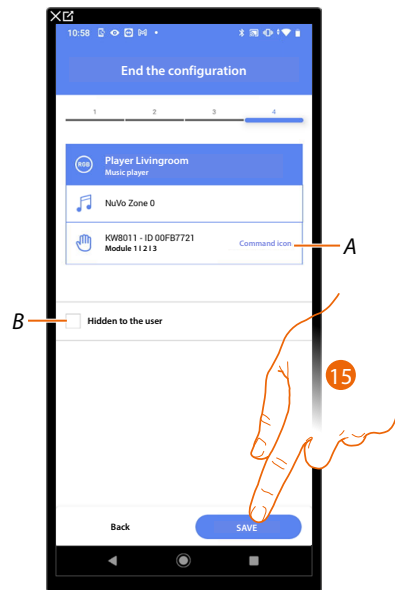 10:58
End the configuration
1 2 3 4
RGB
Player Livingroom
Music player
NuVo Zone 0
KW8011 - ID 00FB7721
Module 1 I 2 I 3
Command icon
A
B
Hidden to the user
15
Back
SAVE